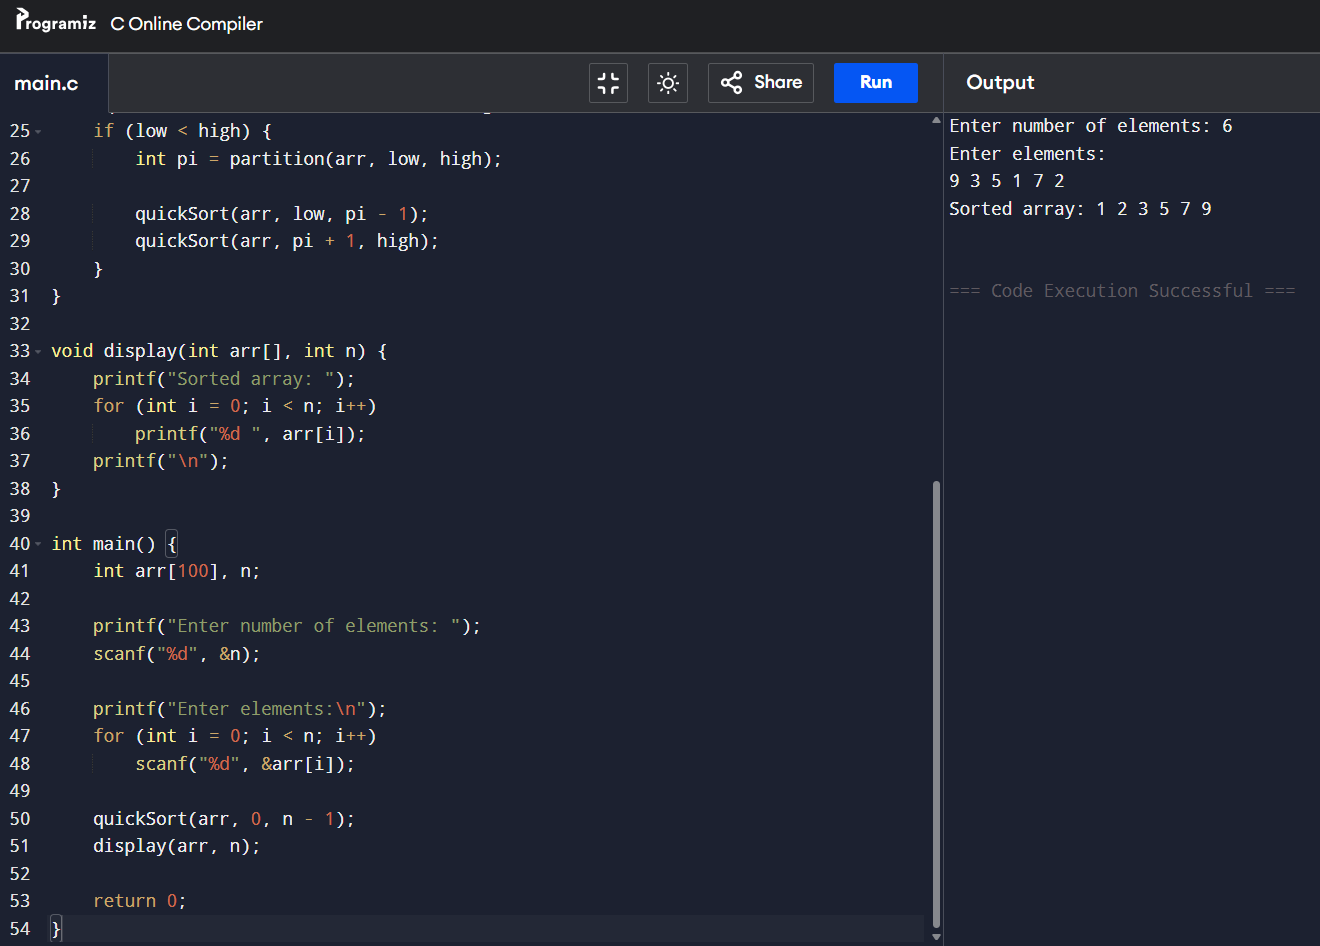 Programiz C Online Compiler
main.c
Share
Run
Output
25 if (low < high) {
26 int pi = partition(arr, low, high);
27
28 quickSort(arr, low, pi - 1);
29 quickSort(arr, pi + 1, high);
30 }
31 }
32
33 void display(int arr[], int n) {
34 printf("Sorted array: ");
35 for (int i = 0; i < n; i++)
36 printf("%d ", arr[i]);
37 printf("\n");
38 }
39
40 int main() {
41 int arr[100], n;
42
43 printf("Enter number of elements: ");
44 scanf("%d", &n);
45
46 printf("Enter elements:\n");
47 for (int i = 0; i < n; i++)
48 scanf("%d", &arr[i]);
49
50 quickSort(arr, 0, n - 1);
51 display(arr, n);
52
53 return 0;
54 }
Enter number of elements: 6
Enter elements:
9 3 5 1 7 2
Sorted array: 1 2 3 5 7 9
=== Code Execution Successful ===